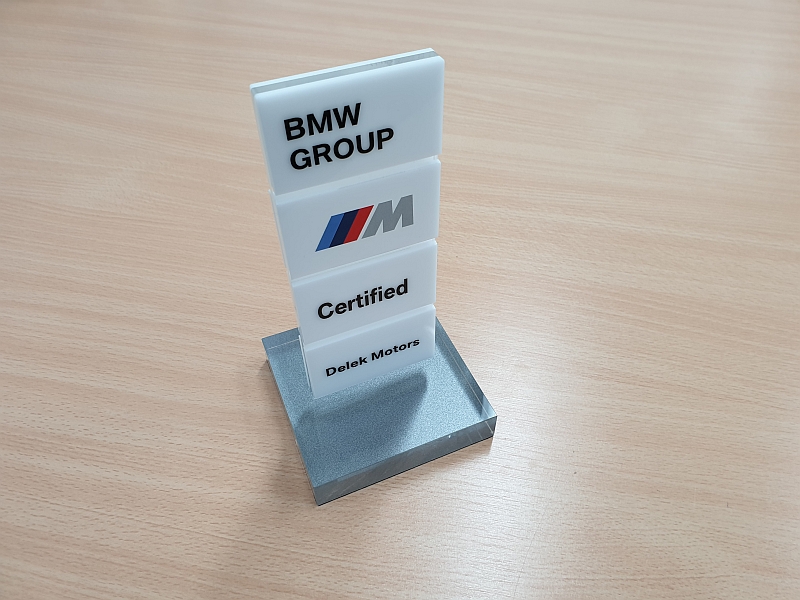 BMW
GROUP
M
Certified
Delek Motors